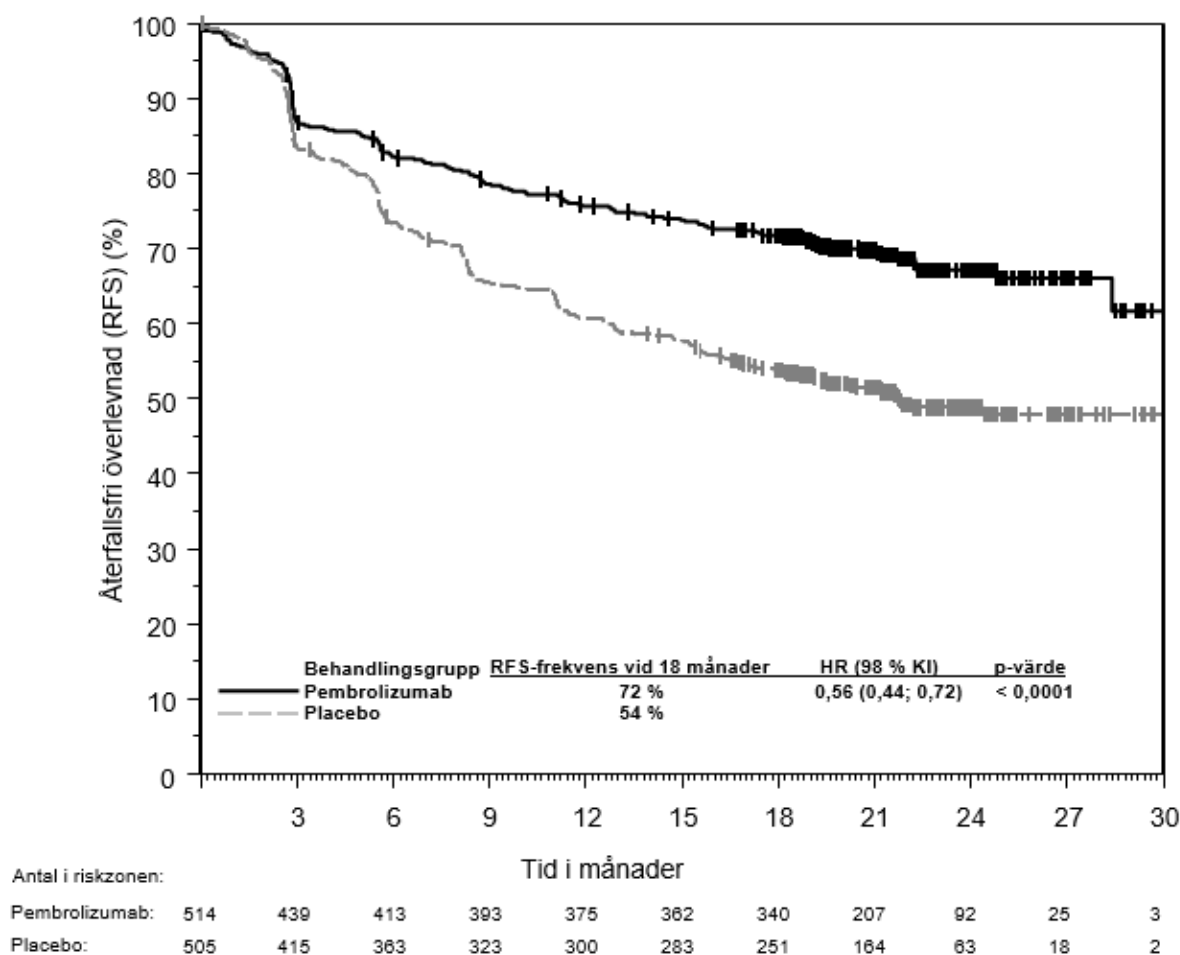 Återfallsfri överlevnad (RFS) (%)
100
90
80
70
60
50
40
30
20
10
0
Behandlingsgrupp RFS-frekvens vid 18 månader HR (98 % KI) p-värde
Pembrolizumab 72 % 0,56 (0,44; 0,72) < 0,0001
Placebo 54 %
3 6 9 12 15 18 21 24 27 30
Tid i månader
Antal i riskzonen:
Pembrolizumab: 514 439 413 393 375 362 340 207 92 25 3
Placebo: 505 415 363 323 300 283 251 164 63 18 2